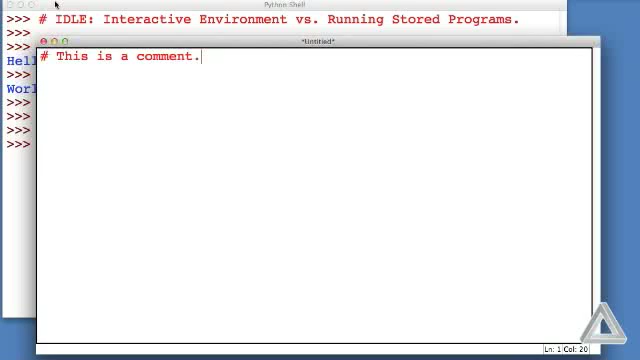 Python Shell
>>> # IDLE: Interactive Environment vs. Running Stored Programs.
>>>
>>>
Hell
>>>
Worl
>>>
>>>
>>>
>>>
*Untitled*
# This is a comment.
Ln: 1 Col: 20